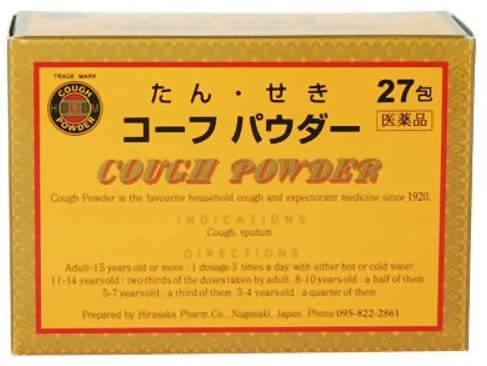 TRADE MARK
COUGH
POWDER
たん・せき
27包
コーフ パウダー
医薬品
COUGH POWDER
Cough Powder is the favourite household cough and expectorant medicine since 1920.
INDICATIONS
Cough, sputum
DIRECTIONS
Adult-15 years old or more : 1 dosage 3 times a day with either hot or cold water.
11-14 years old : two thirds of the doses taken by adult. 8-10 years old : a half of them
5-7 years old : a third of them. 3-4 years old : a quarter of them.
Prepared by Hirasaka Pharm.Co., Nagasaki, Japan. Phone 095-822-2861